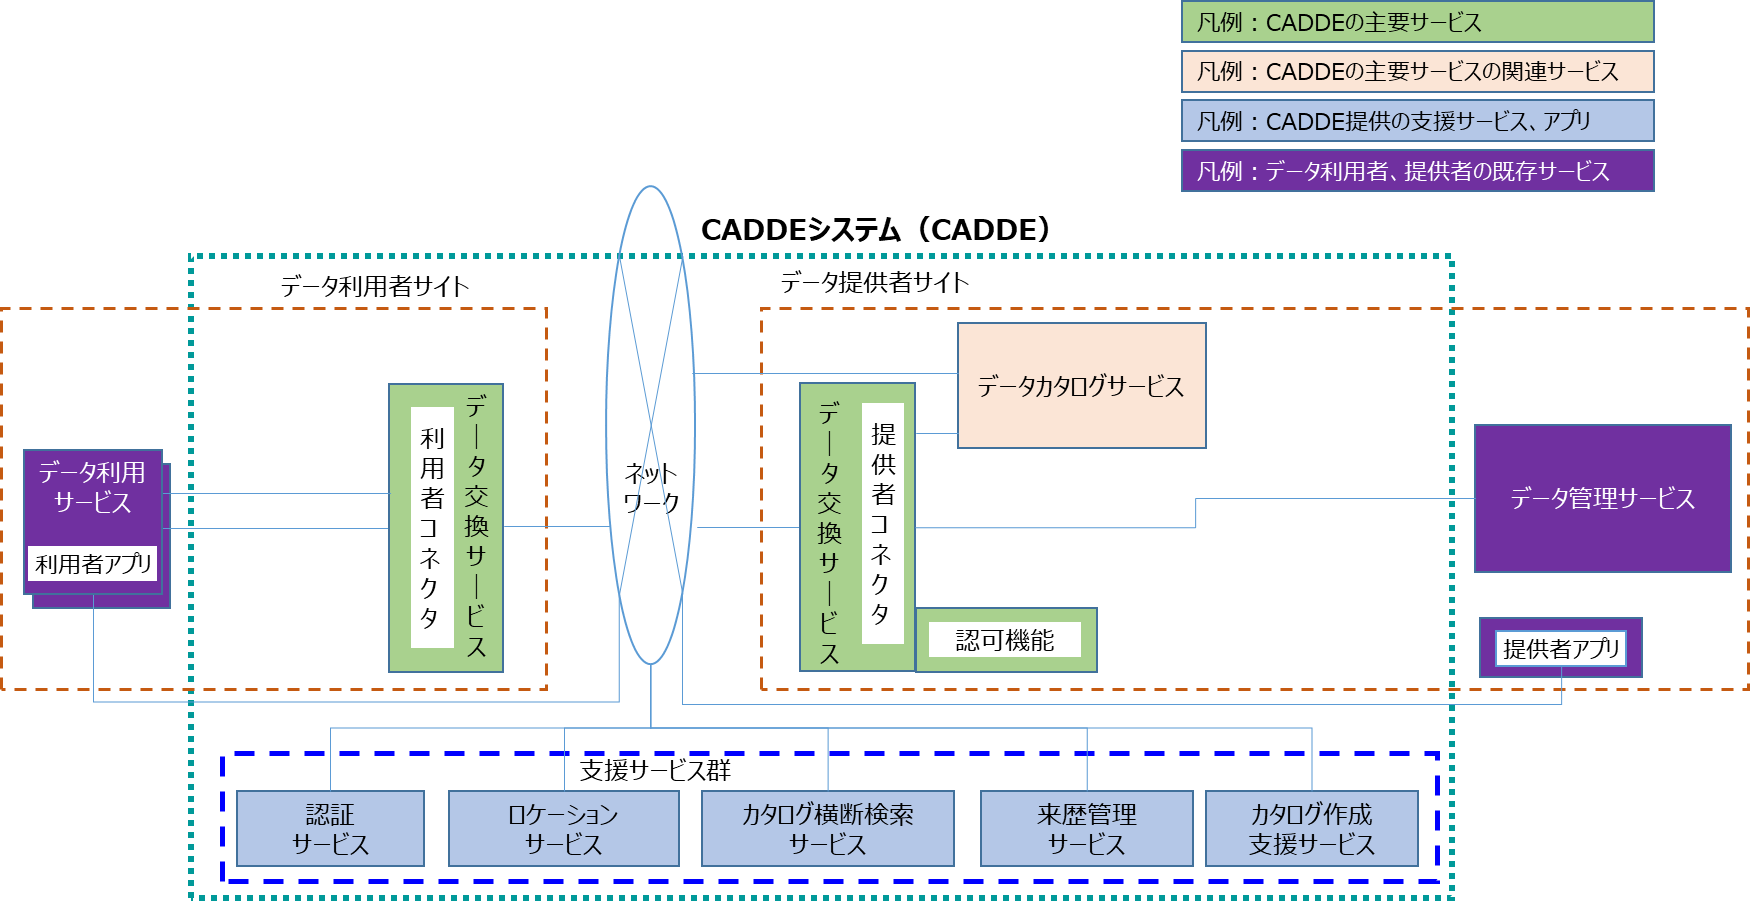 凡例：CADDEの主要サービス
凡例：CADDEの主要サービスの関連サービス
凡例：CADDE提供の支援サービス、アプリ
凡例：データ利用者、提供者の既存サービス
CADDEシステム（CADDE）
データ利用者サイト
データ提供者サイト
データ利用
サービス
利用者アプリ
利用者コネクタ
データ交換サービス
ネット
ワーク
データ交換サービス
提供者コネクタ
認可機能
データカタログサービス
データ管理サービス
提供者アプリ
支援サービス群
認証
サービス
ロケーション
サービス
カタログ横断検索
サービス
来歴管理
サービス
カタログ作成
支援サービス